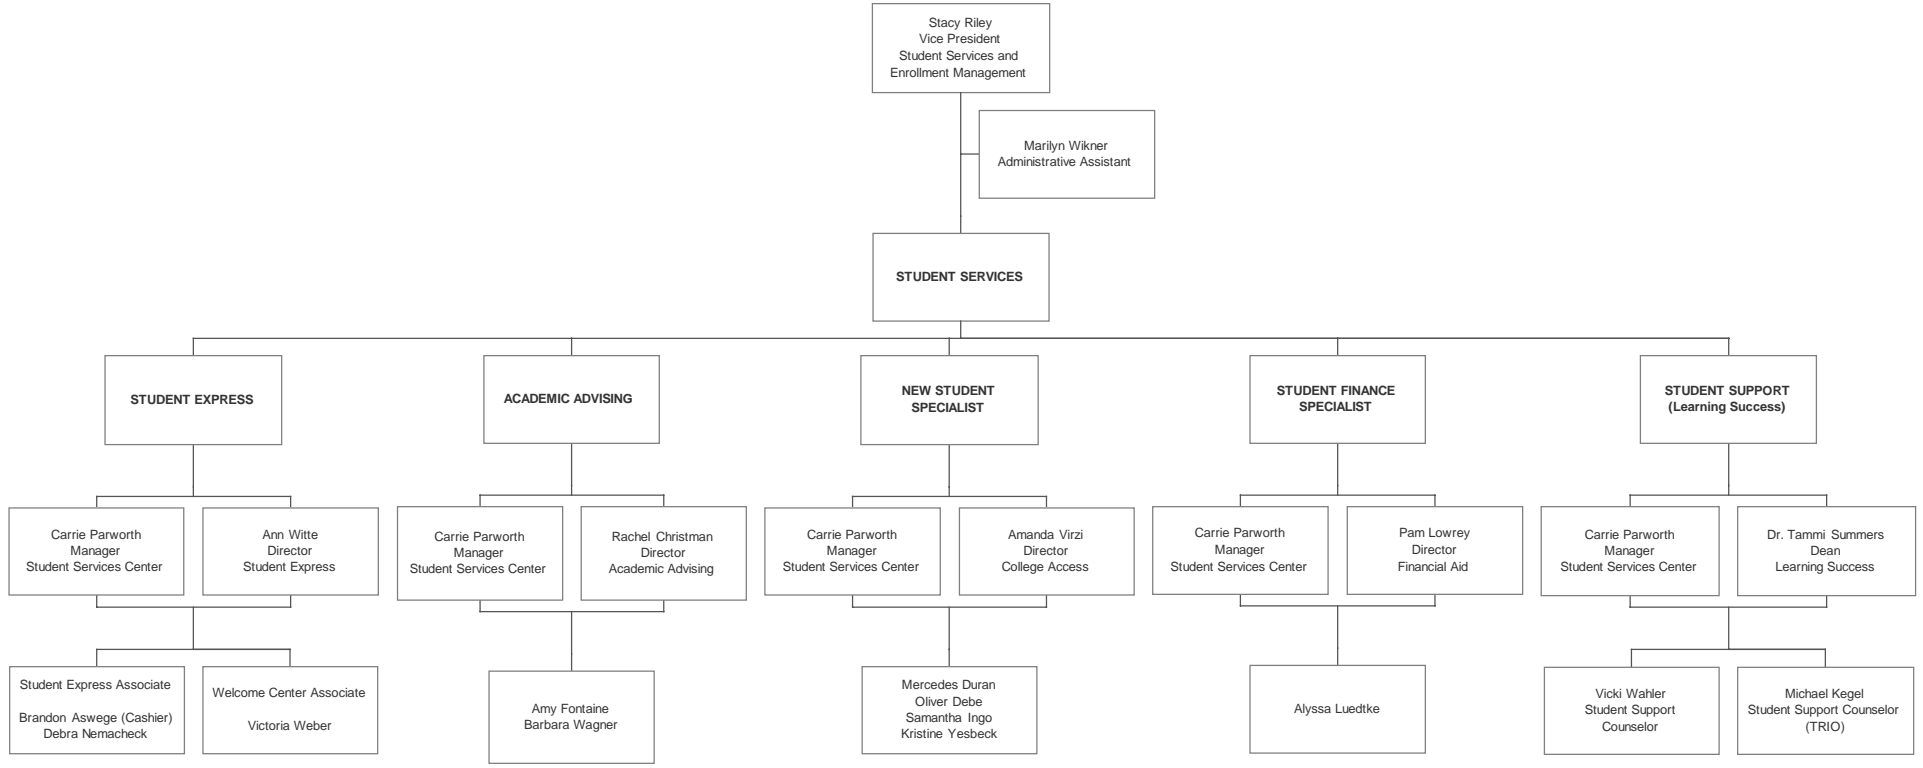 Stacy Riley
Vice President
Student Services and
Enrollment Management
Marilyn Wikner
Administrative Assistant
STUDENT SERVICES
STUDENT EXPRESS
ACADEMIC ADVISING
NEW STUDENT
SPECIALIST
STUDENT FINANCE
SPECIALIST
STUDENT SUPPORT
(Learning Success)
Carrie Parworth
Manager
Student Services Center
Ann Witte
Director
Student Express
Carrie Parworth
Manager
Student Services Center
Rachel Christman
Director
Academic Advising
Carrie Parworth
Manager
Student Services Center
Amanda Virzi
Director
College Access
Carrie Parworth
Manager
Student Services Center
Pam Lowrey
Director
Financial Aid
Carrie Parworth
Manager
Student Services Center
Dr. Tammi Summers
Dean
Learning Success
Student Express Associate
Brandon Aswege (Cashier)
Debra Nemacheck
Welcome Center Associate
Victoria Weber
Amy Fontaine
Barbara Wagner
Mercedes Duran
Oliver Debe
Samantha Ingo
Kristine Yesbeck
Alyssa Luedtke
Vicki Wahler
Student Support
Counselor
Michael Kegel
Student Support Counselor
(TRIO)